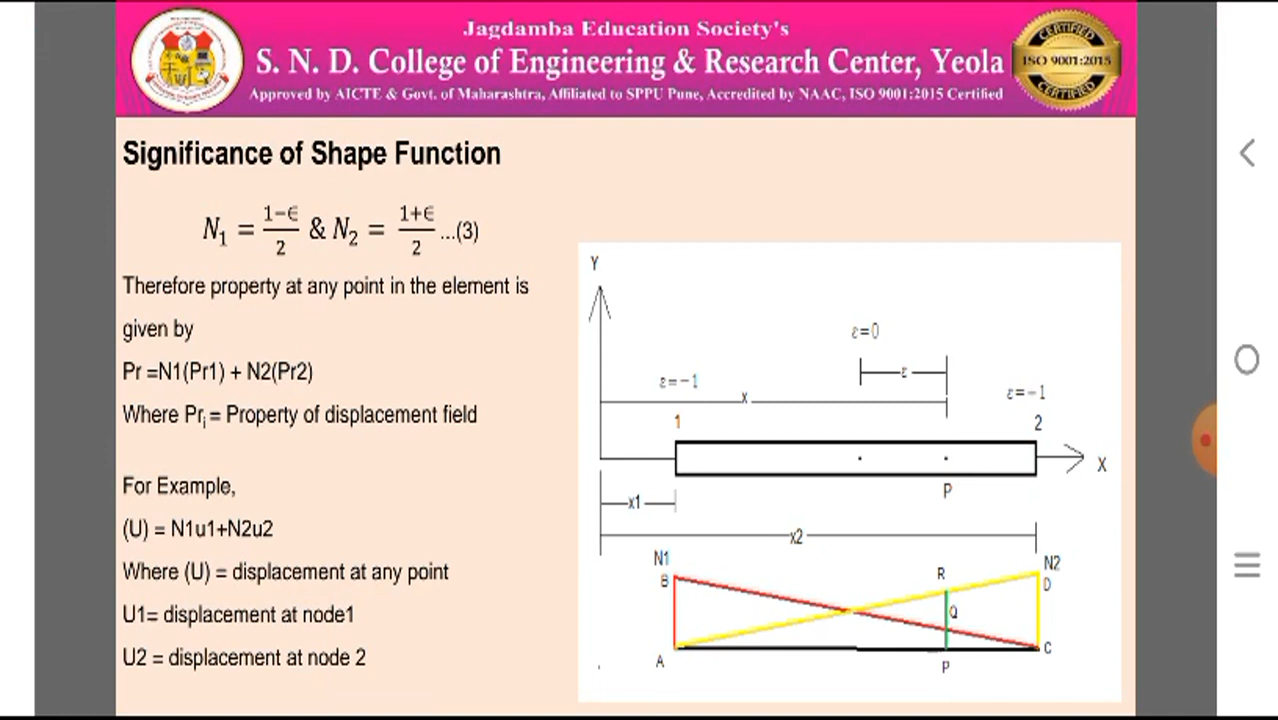 Jagdamba Education Society's
S. N. D. College of Engineering & Research Center, Yeola
Approved by AICTE & Govt. of Maharashtra, Affiliated to SPPU Pune, Accredited by NAAC, ISO 9001:2015 Certified
CERTIFIED
ISO 9001:2015
CERTIFIED
Significance of Shape Function
N₁ = (1−∈)/2 & N₂ = (1+∈)/2 ...(3)
Therefore property at any point in the element is
given by
Pr =N1(Pr1) + N2(Pr2)
Where Prᵢ = Property of displacement field
For Example,
(U) = N1u1+N2u2
Where (U) = displacement at any point
U1= displacement at node1
U2 = displacement at node 2
Y
ε=0
ε
ε=-1
x
ε=-1
1
2
X
P
x1
x2
N1
N2
B
R
D
Q
A
P
C